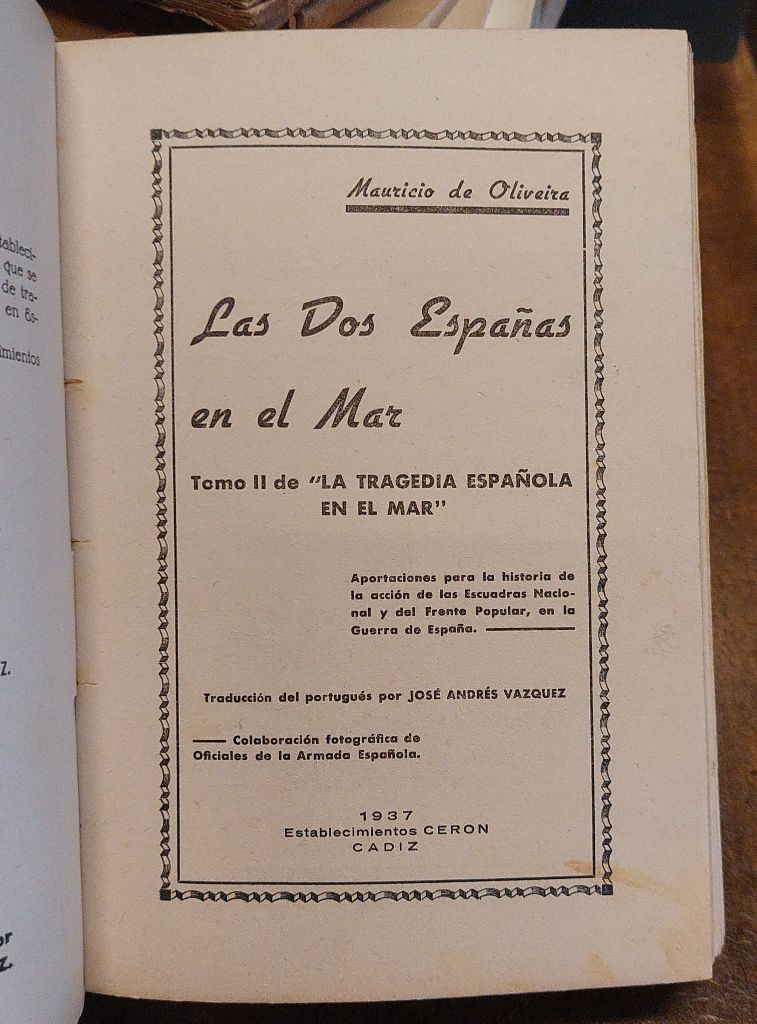 tableci-
que se
de tra-
en Es-
imientos
z.
or
z.
Mauricio de Oliveira
Las Dos Españas
en el Mar
Tomo II de "LA TRAGEDIA ESPAÑOLA
EN EL MAR"
Aportaciones para la historia de
la acción de las Escuadras Nacio-
nal y del Frente Popular, en la
Guerra de España.
Traducción del portugués por JOSÉ ANDRÉS VAZQUEZ
Colaboración fotográfica de
Oficiales de la Armada Española.
1937
Establecimientos CERON
CADIZ